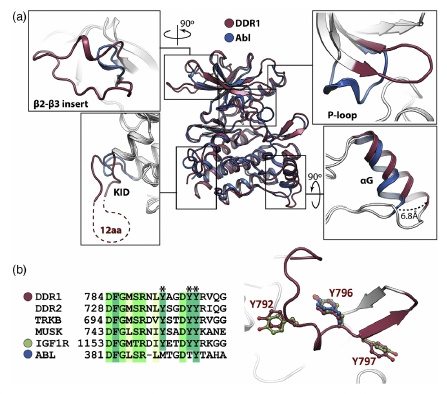 (a)
90°
DDR1
Abl
β2-β3 insert
P-loop
KID
12aa
90°
αG
6.8Å
(b)
* **
DDR1 784 DFGMSRNLYAGDYYRVQG
DDR2 728 DFGMSRNLYSGDYYRIQG
TRKB 694 DFGMSRDVYSTDYYRVGG
MUSK 743 DFGLSRNIYSADYYKANE
IGF1R 1153 DFGMTRDIYETDYYRKGG
ABL 381 DFGLSR-LMTGDTYTAHA
Y792
Y796
Y797